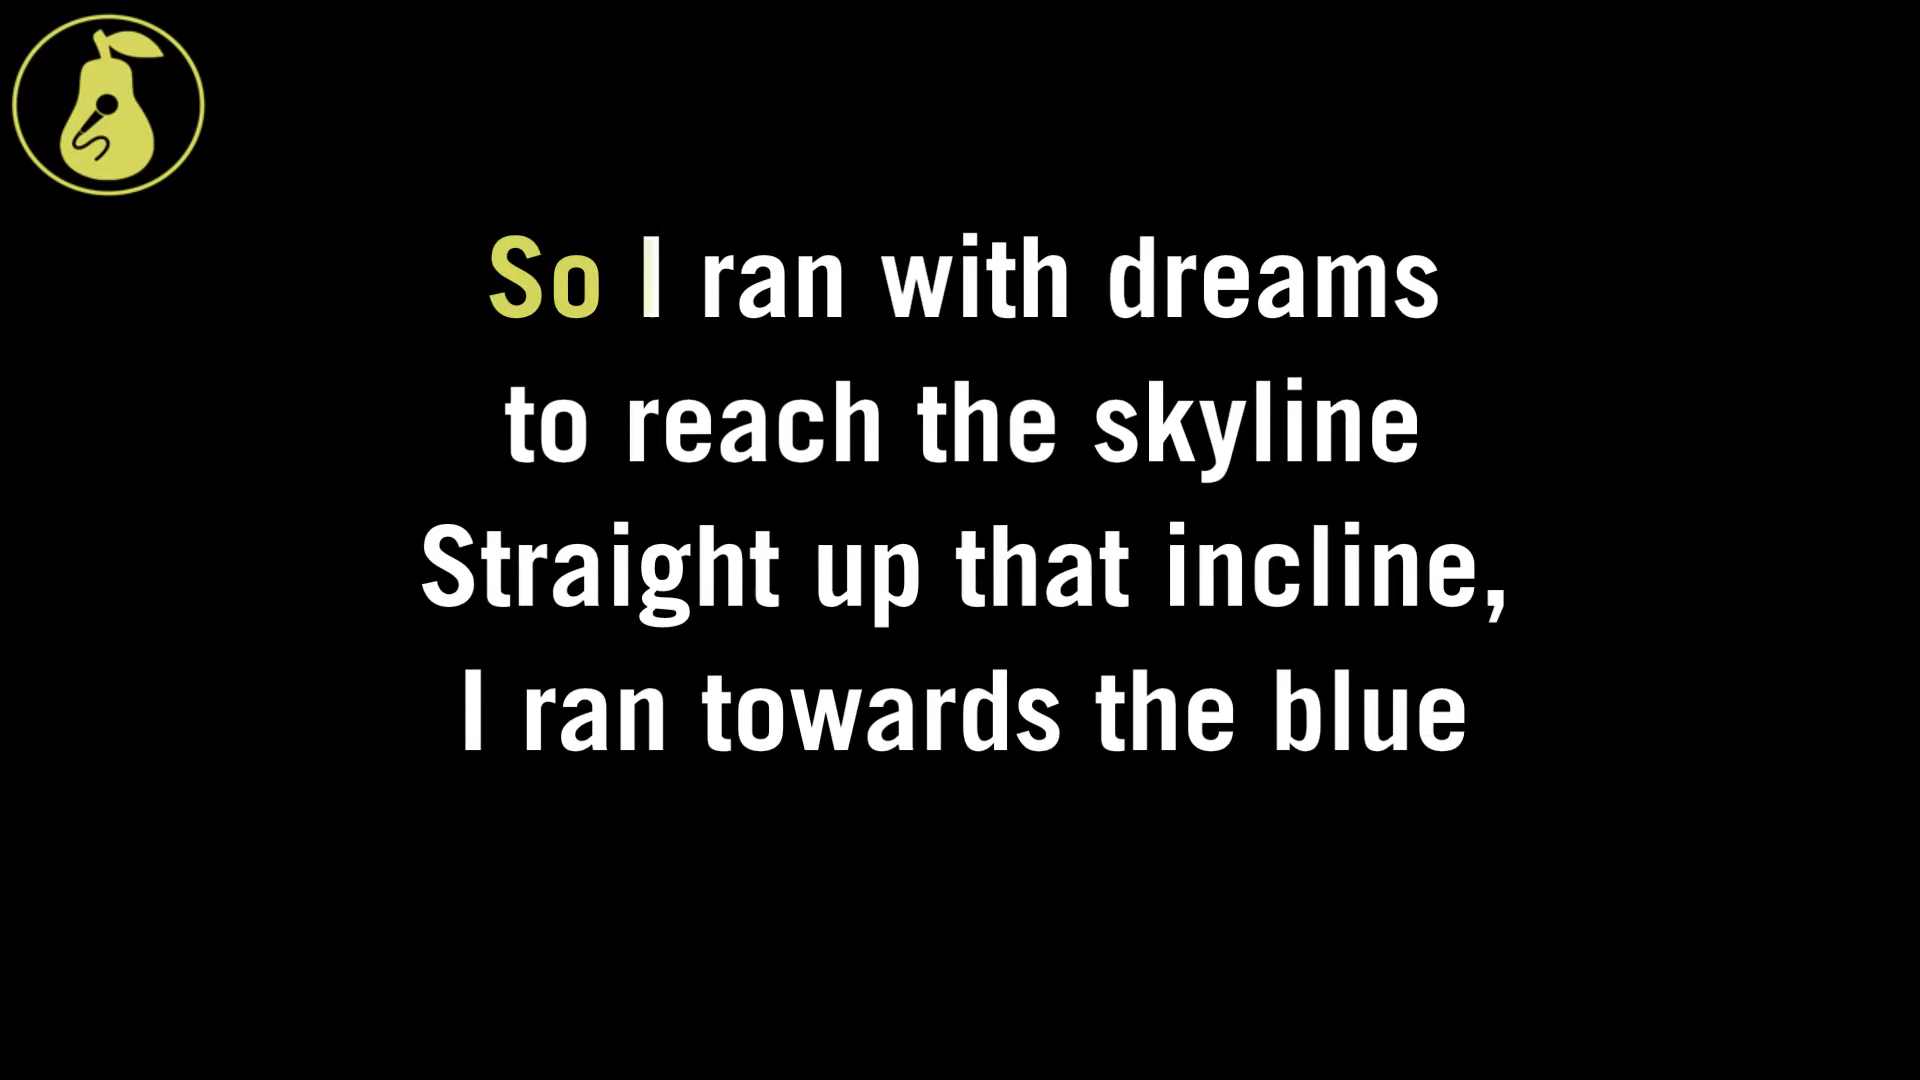 So I ran with dreams
to reach the skyline
Straight up that incline,
I ran towards the blue